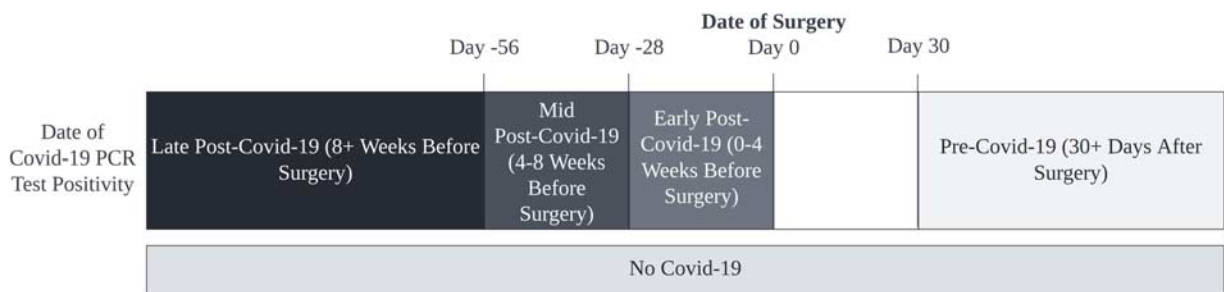 Date of Surgery
Day -56
Day -28
Day 0
Day 30
Date of
Covid-19 PCR
Test Positivity
Late Post-Covid-19 (8+ Weeks Before
Surgery)
Mid
Post-Covid-19
(4-8 Weeks
Before
Surgery)
Early Post-
Covid-19 (0-4
Weeks Before
Surgery)
Pre-Covid-19 (30+ Days After
Surgery)
No Covid-19